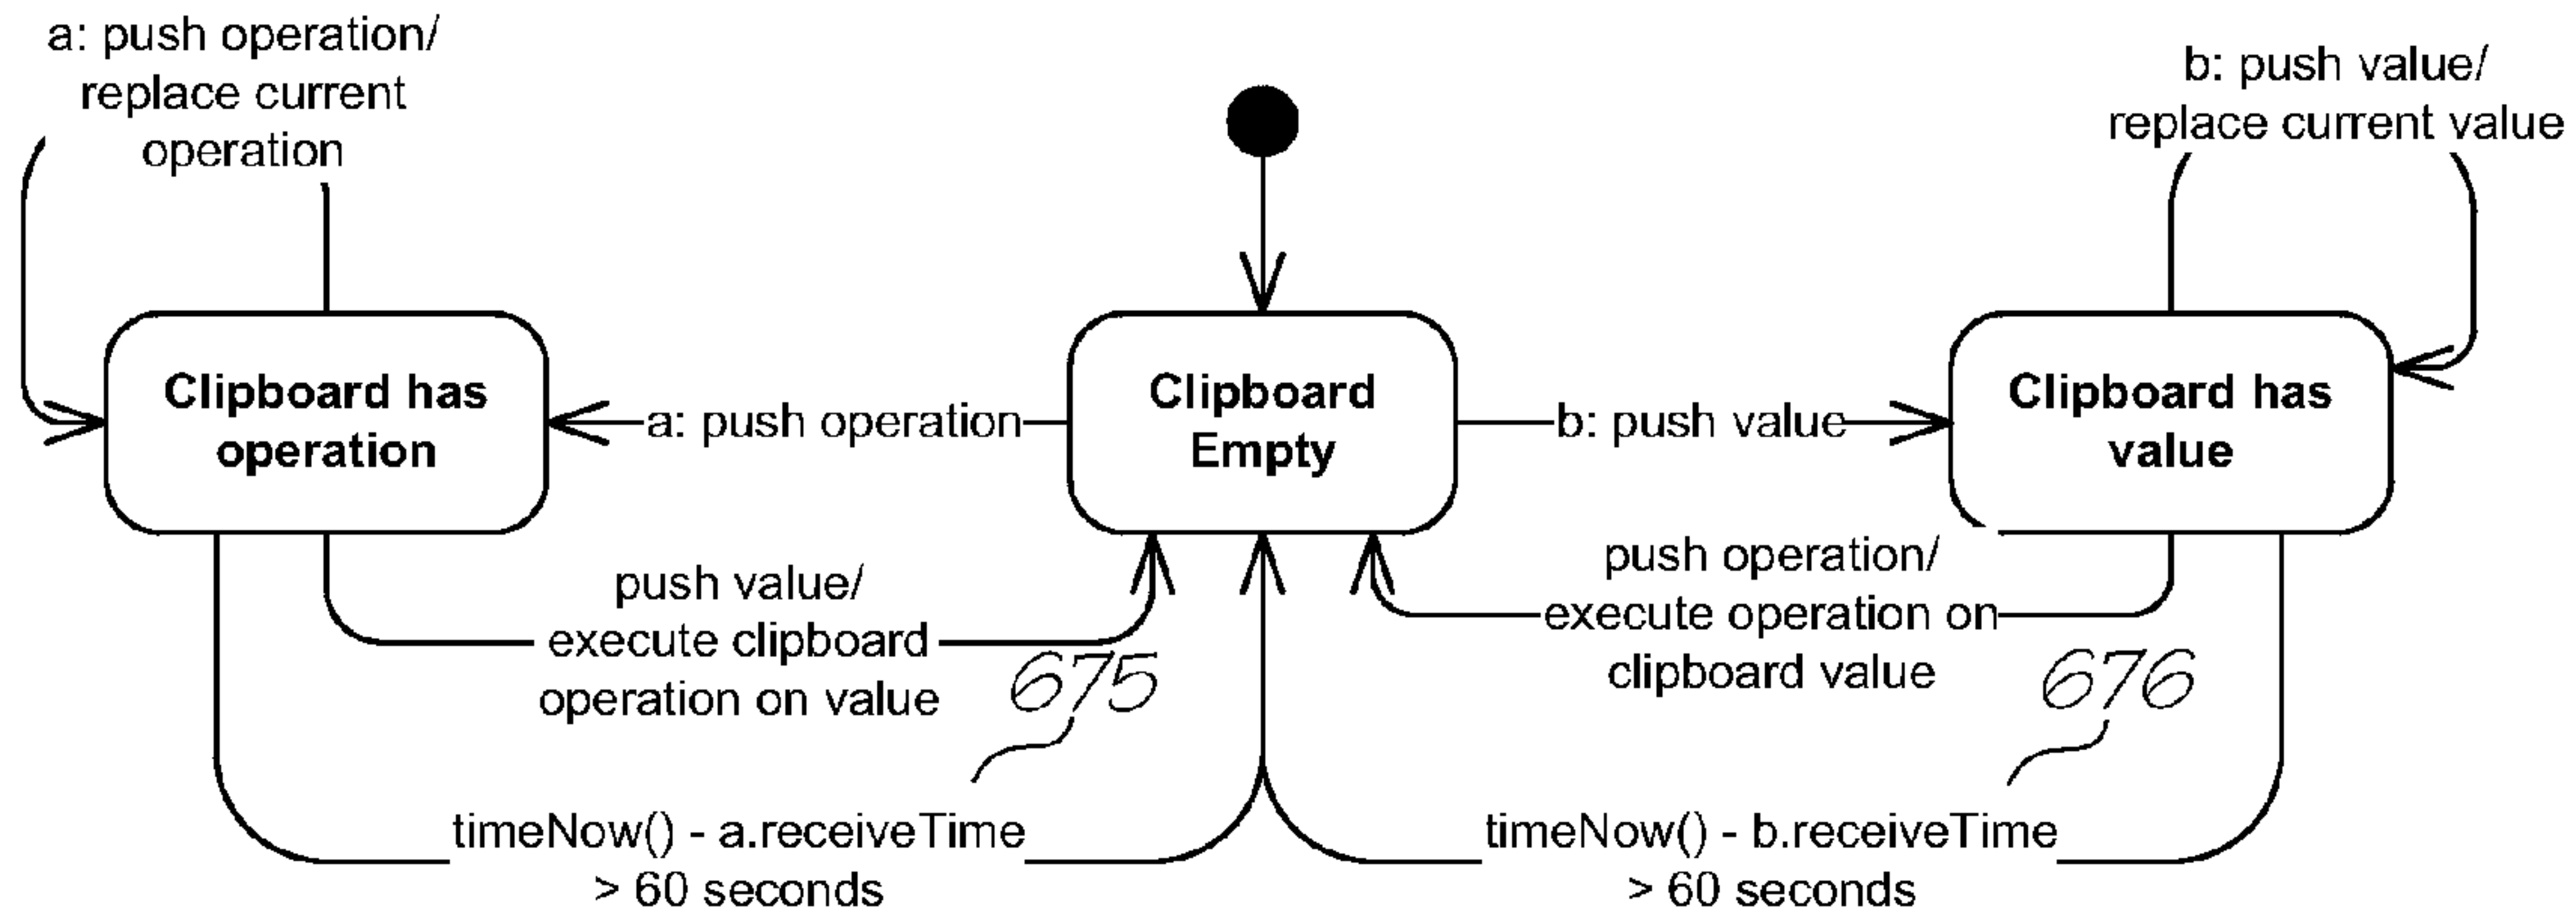 a: push operation/
replace current
operation
b: push value/
replace current value
Clipboard has
operation
a: push operation
Clipboard
Empty
b: push value
Clipboard has
value
push value/
execute clipboard
operation on value
675
push operation/
execute operation on
clipboard value
676
timeNow() - a.receiveTime
> 60 seconds
timeNow() - b.receiveTime
> 60 seconds